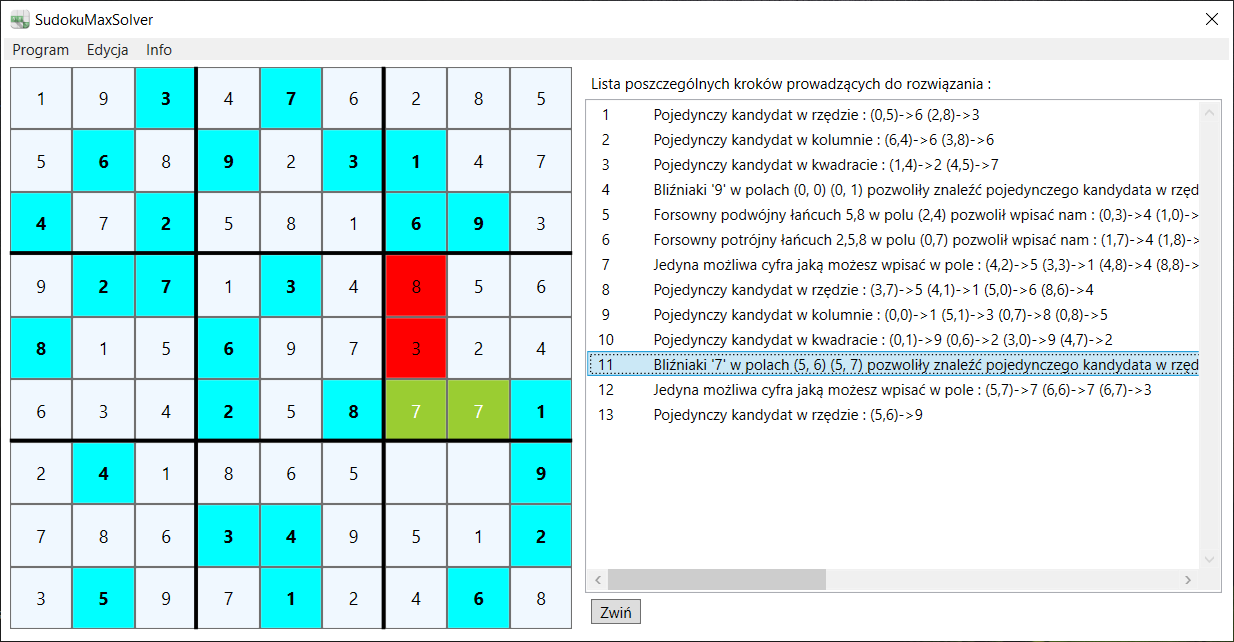 SudokuMaxSolver
Program Edycja Info
1 9 3 4 7 6 2 8 5
5 6 8 9 2 3 1 4 7
4 7 2 5 8 1 6 9 3
9 2 7 1 3 4 8 5 6
8 1 5 6 9 7 3 2 4
6 3 4 2 5 8 7 7 1
2 4 1 8 6 5 9
7 8 6 3 4 9 5 1 2
3 5 9 7 1 2 4 6 8
Lista poszczególnych kroków prowadzących do rozwiązania :
1 Pojedynczy kandydat w rzędzie : (0,5)->6 (2,8)->3
2 Pojedynczy kandydat w kolumnie : (6,4)->6 (3,8)->6
3 Pojedynczy kandydat w kwadracie : (1,4)->2 (4,5)->7
4 Bliźniaki '9' w polach (0, 0) (0, 1) pozwoliły znaleźć pojedynczego kandydata w rzęd
5 Forsowny podwójny łańcuch 5,8 w polu (2,4) pozwolił wpisać nam : (0,3)->4 (1,0)->
6 Forsowny potrójny łańcuch 2,5,8 w polu (0,7) pozwolił wpisać nam : (1,7)->4 (1,8)->
7 Jedyna możliwa cyfra jaką możesz wpisać w pole : (4,2)->5 (3,3)->1 (4,8)->4 (8,8)->
8 Pojedynczy kandydat w rzędzie : (3,7)->5 (4,1)->1 (5,0)->6 (8,6)->4
9 Pojedynczy kandydat w kolumnie : (0,0)->1 (5,1)->3 (0,7)->8 (0,8)->5
10 Pojedynczy kandydat w kwadracie : (0,1)->9 (0,6)->2 (3,0)->9 (4,7)->2
11 Bliźniaki '7' w polach (5, 6) (5, 7) pozwoliły znaleźć pojedynczego kandydata w rzęd
12 Jedyna możliwa cyfra jaką możesz wpisać w pole : (5,7)->7 (6,6)->7 (6,7)->3
13 Pojedynczy kandydat w rzędzie : (5,6)->9
Zwiń